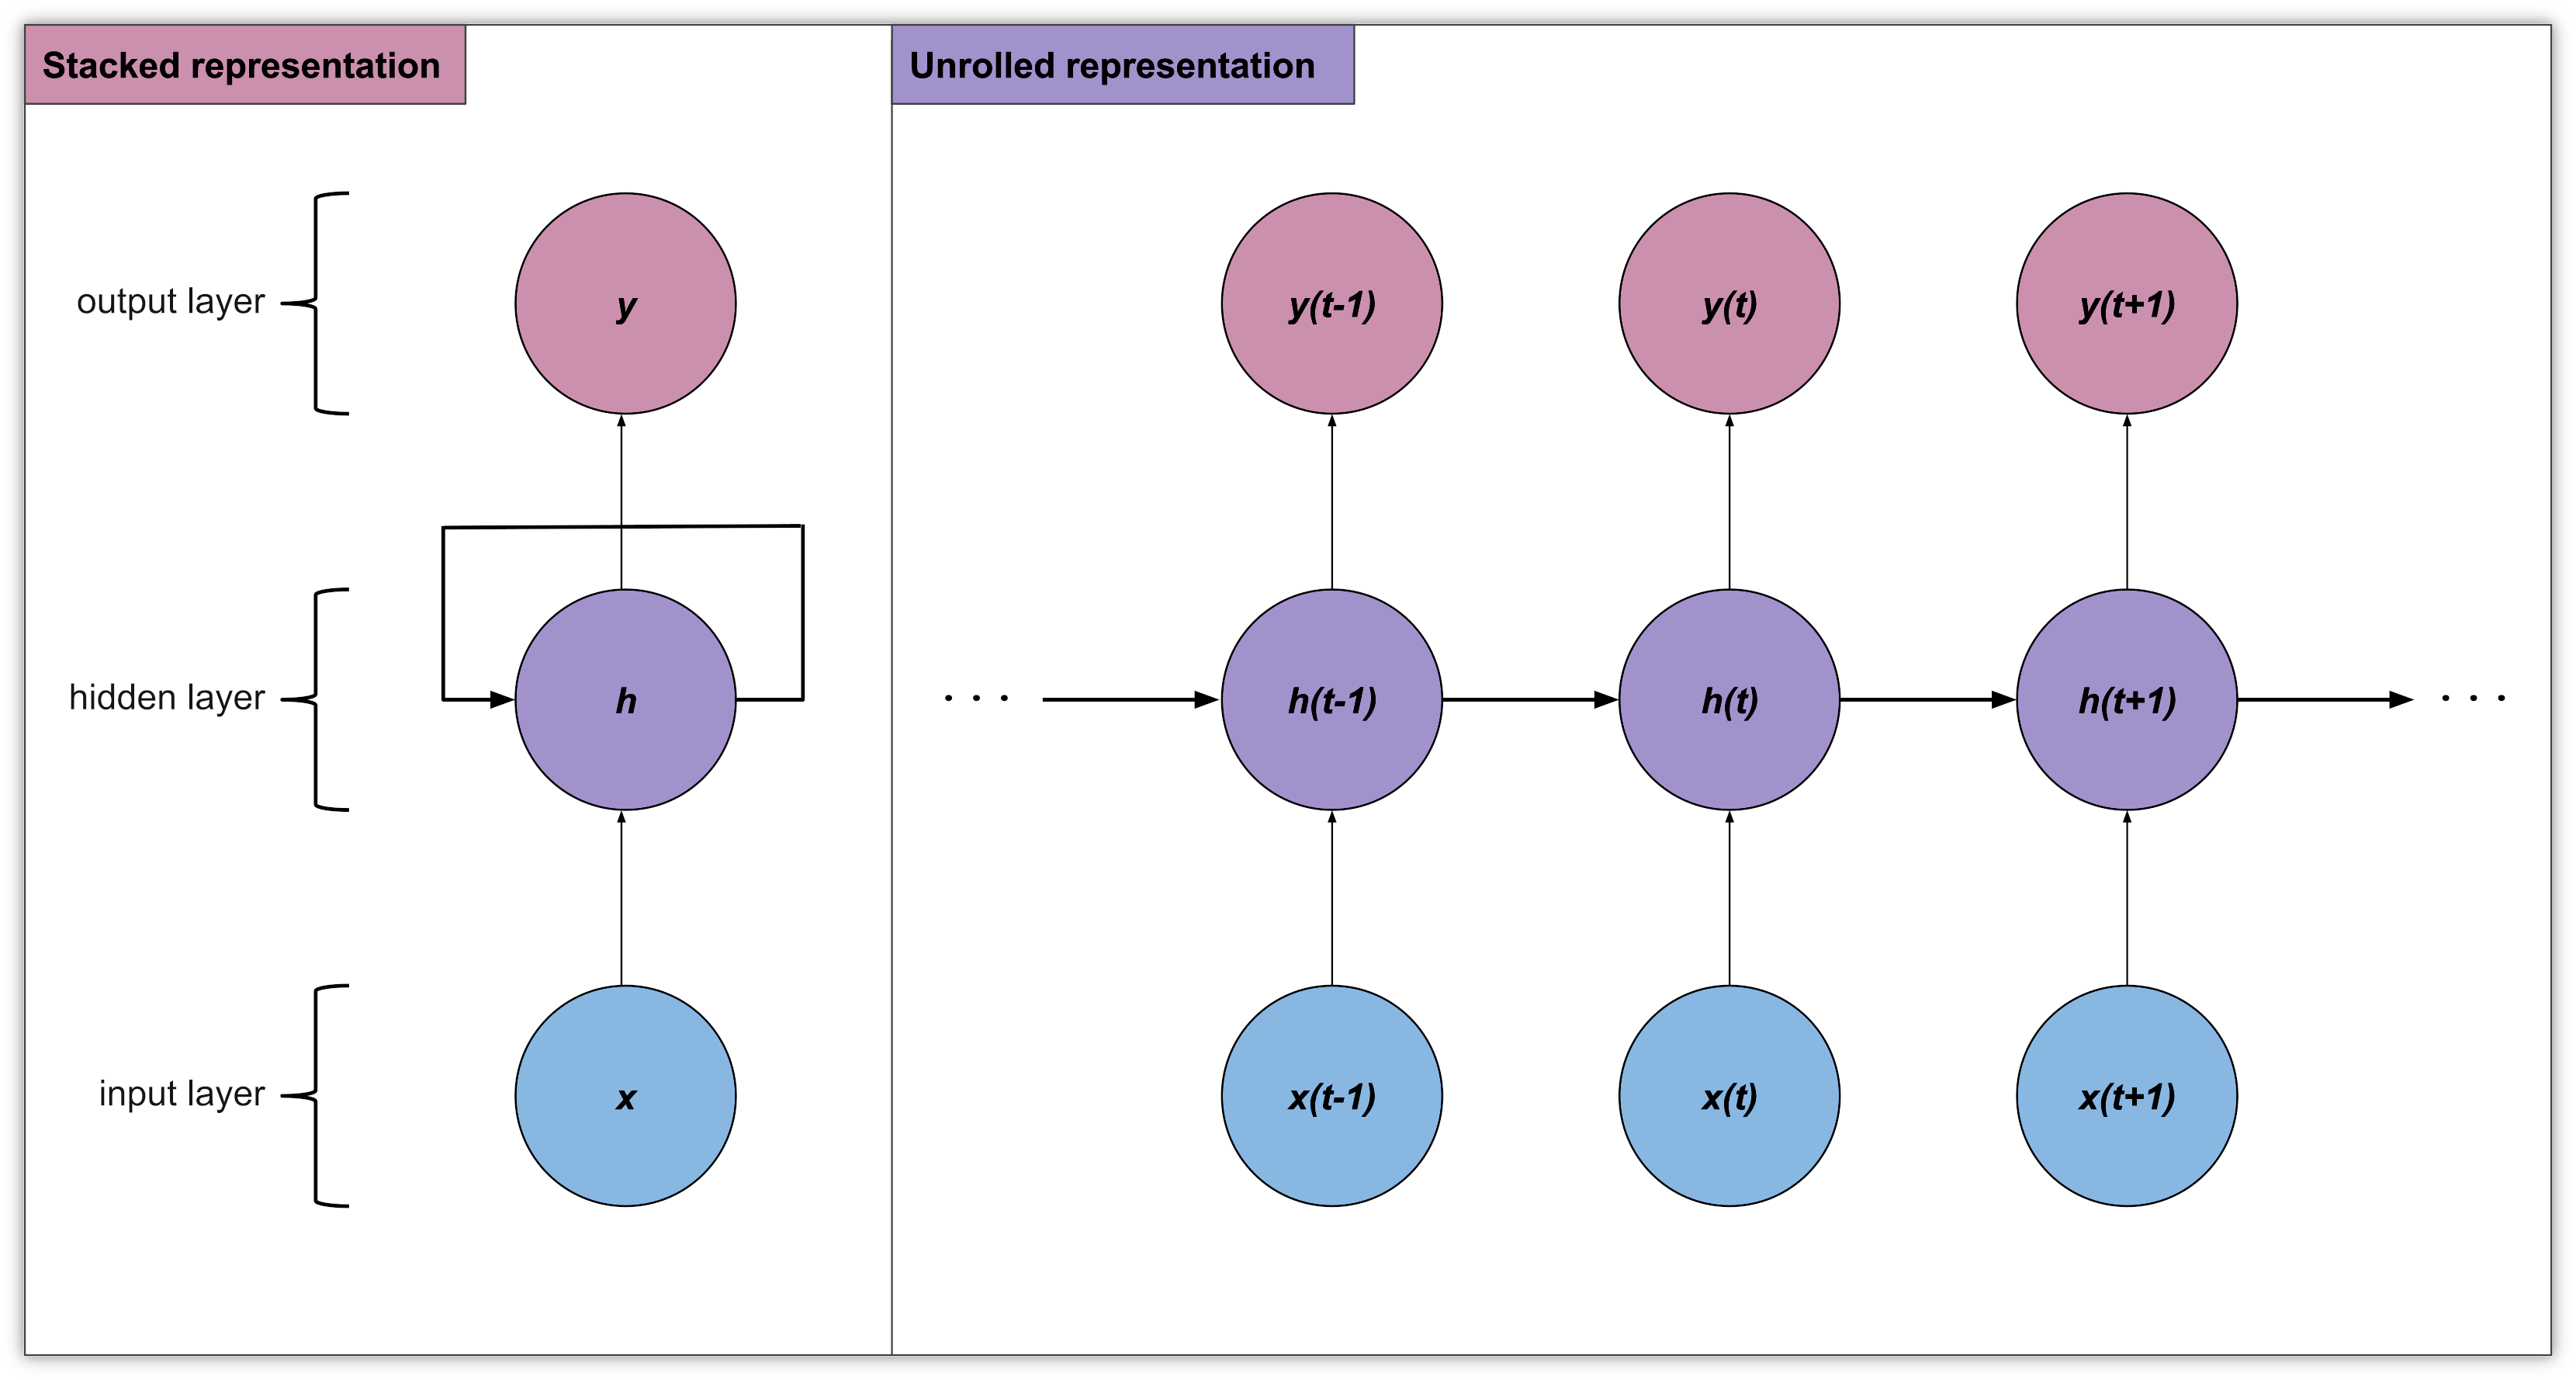 Stacked representation
output layer
y
hidden layer
h
input layer
x
Unrolled representation
y(t-1) y(t) y(t+1)
. . . h(t-1) h(t) h(t+1) . . .
x(t-1) x(t) x(t+1)